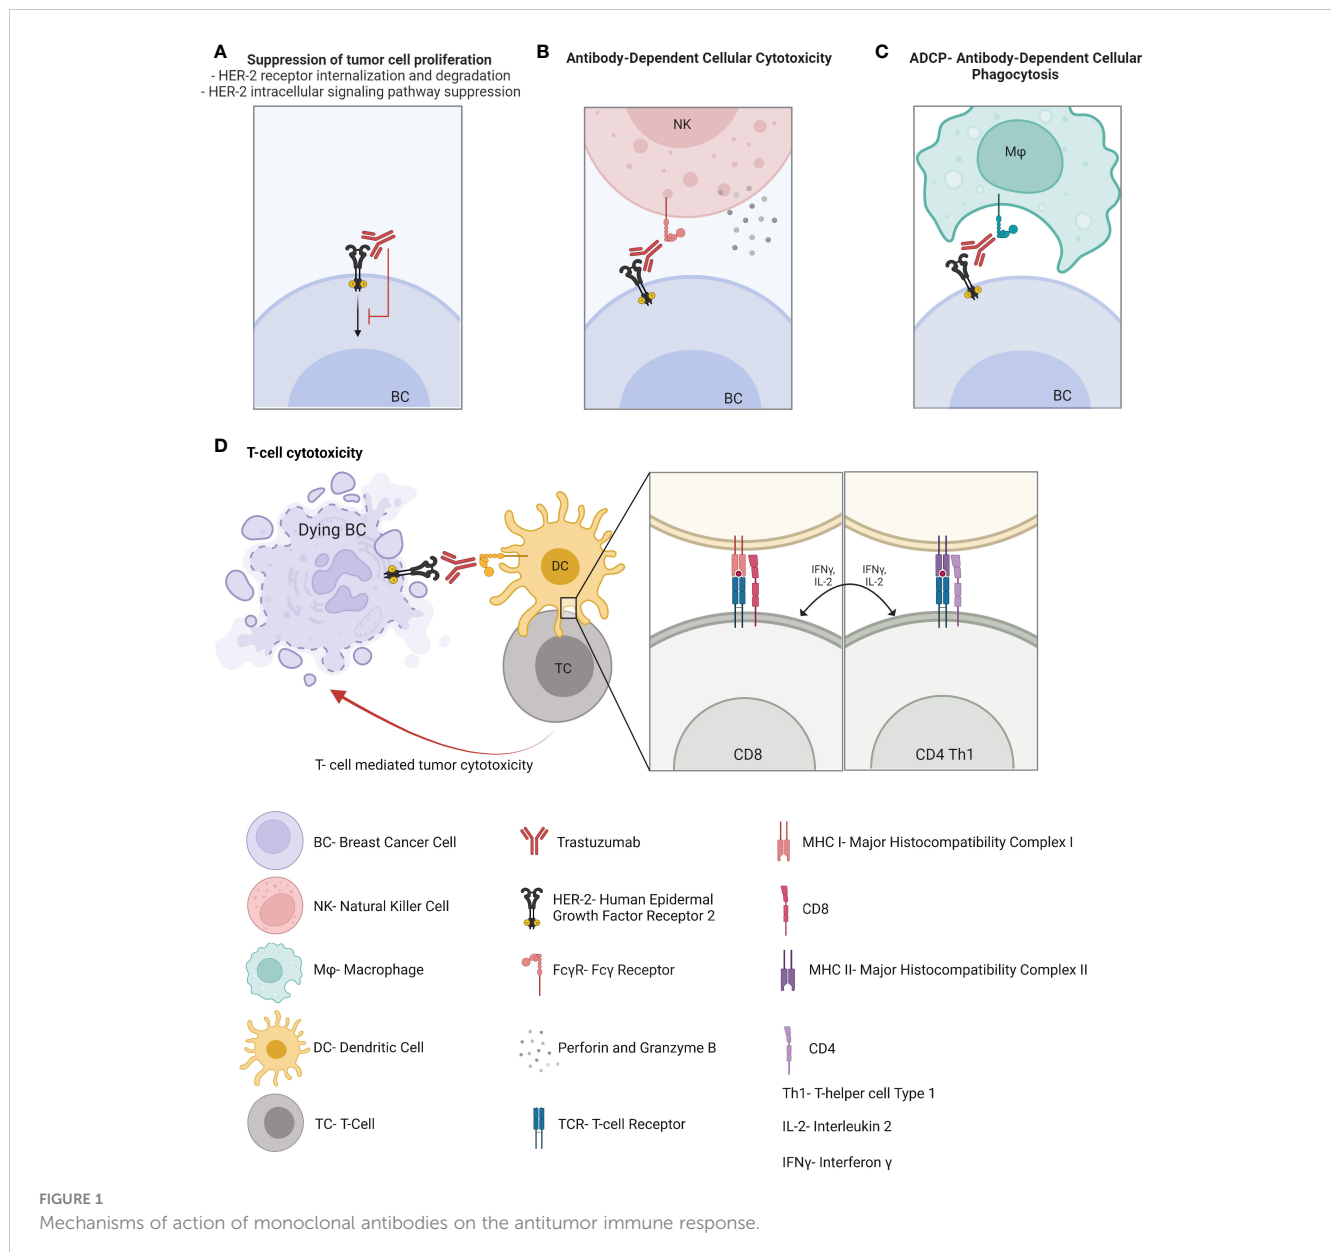 A
Suppression of tumor cell proliferation
- HER-2 receptor internalization and degradation
- HER-2 intracellular signaling pathway suppression
BC
B
Antibody-Dependent Cellular Cytotoxicity
NK
BC
C
ADCP- Antibody-Dependent Cellular
Phagocytosis
Mφ
BC
D
T-cell cytotoxicity
Dying BC
DC
TC
T- cell mediated tumor cytotoxicity
IFNγ,
IL-2
IFNγ,
IL-2
CD8
CD4 Th1
BC- Breast Cancer Cell
NK- Natural Killer Cell
Mφ- Macrophage
DC- Dendritic Cell
TC- T-Cell
Trastuzumab
HER-2- Human Epidermal
Growth Factor Receptor 2
FcγR- Fcγ Receptor
Perforin and Granzyme B
TCR- T-cell Receptor
MHC I- Major Histocompatibility Complex I
CD8
MHC II- Major Histocompatibility Complex II
CD4
Th1- T-helper cell Type 1
IL-2- Interleukin 2
IFNγ- Interferon γ
FIGURE 1
Mechanisms of action of monoclonal antibodies on the antitumor immune response.